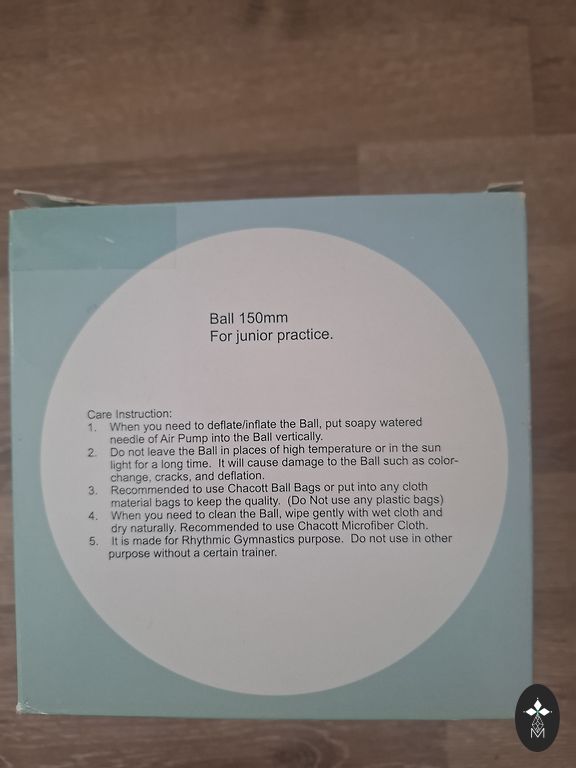 Ball 150mm
For junior practice.
Care Instruction:
1. When you need to deflate/inflate the Ball, put soapy watered
needle of Air Pump into the Ball vertically.
2. Do not leave the Ball in places of high temperature or in the sun
light for a long time. It will cause damage to the Ball such as color-
change, cracks, and deflation.
3. Recommended to use Chacott Ball Bags or put into any cloth
material bags to keep the quality. (Do Not use any plastic bags)
4. When you need to clean the Ball, wipe gently with wet cloth and
dry naturally. Recommended to use Chacott Microfiber Cloth.
5. It is made for Rhythmic Gymnastics purpose. Do not use in other
purpose without a certain trainer.
M